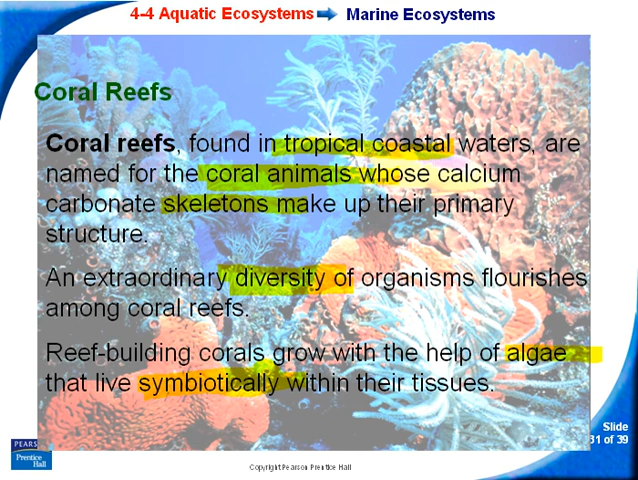 4-4 Aquatic Ecosystems Marine Ecosystems
Coral Reefs
Coral reefs, found in tropical coastal waters, are
named for the coral animals whose calcium
carbonate skeletons make up their primary
structure.
An extraordinary diversity of organisms flourishes
among coral reefs.
Reef-building corals grow with the help of algae
that live symbiotically within their tissues.
Slide
31 of 39
PEARSON
Prentice
Hall
Copyright Pearson Prentice Hall